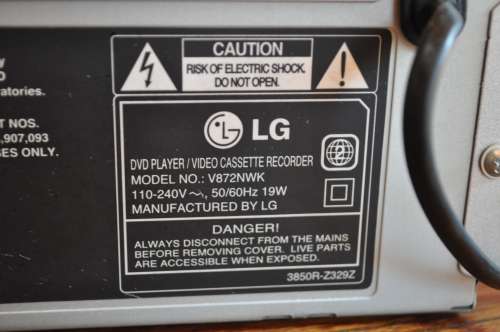 CAUTION
RISK OF ELECTRIC SHOCK.
DO NOT OPEN.
atories.
T NOS.
,907,093
SES ONLY.
LG
DVD PLAYER / VIDEO CASSETTE RECORDER
2
MODEL NO.: V872NWK
110-240V~, 50/60Hz 19W
MANUFACTURED BY LG
DANGER!
ALWAYS DISCONNECT FROM THE MAINS
BEFORE REMOVING COVER. LIVE PARTS
ARE ACCESSIBLE WHEN EXPOSED.
3850R-Z329Z